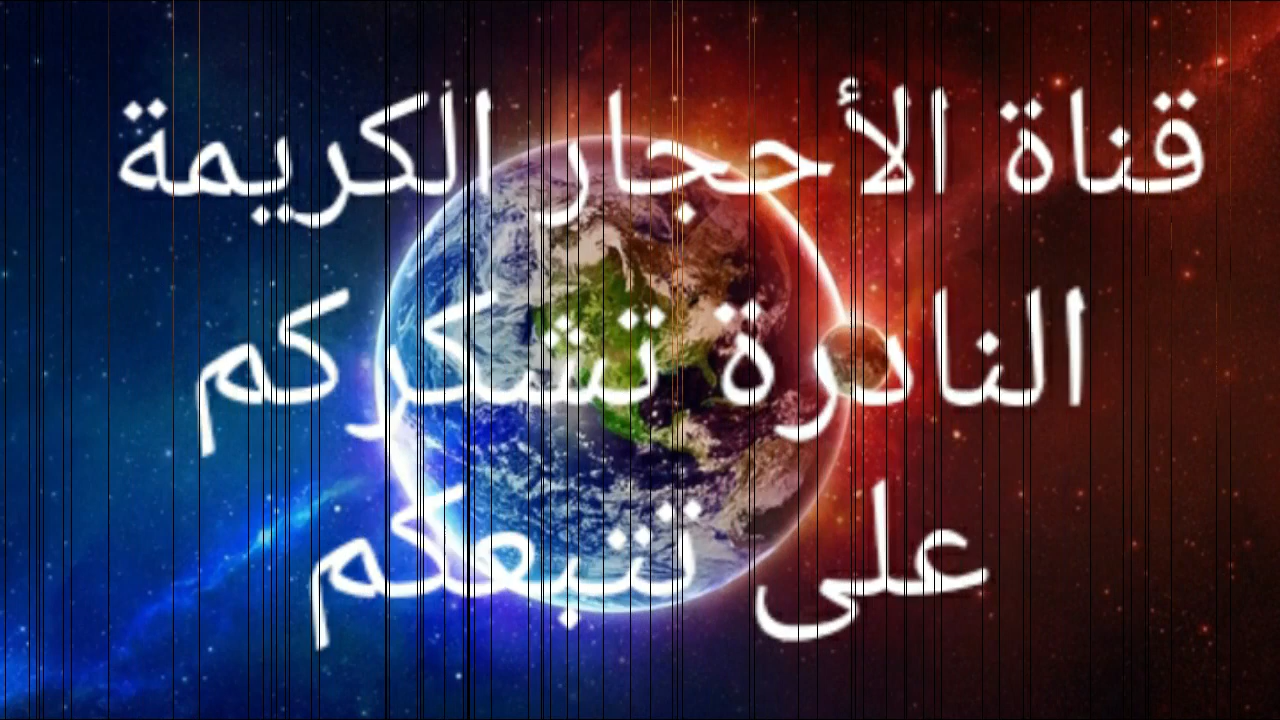 قناة الأحجار الكريمة
النادرة تشكركم
على تتبعكم